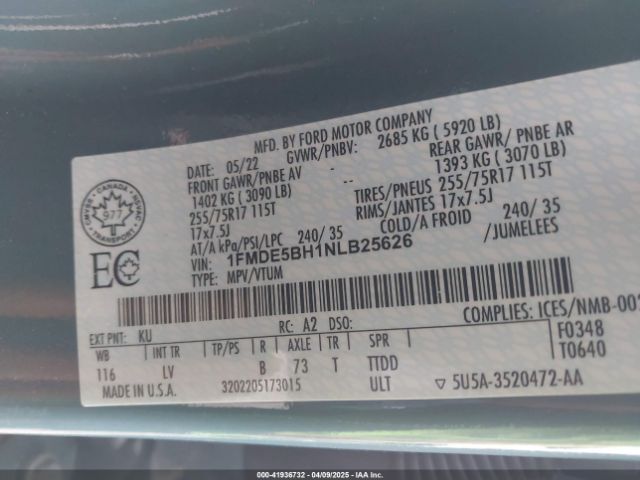 MFD. BY FORD MOTOR COMPANY
DATE: 05/22 GVWR/PNBV: 2685 KG ( 5920 LB)
FRONT GAWR/PNBE AV - REAR GAWR/ PNBE AR
1402 KG ( 3090 LB) -- 1393 KG ( 3070 LB)
255/75R17 115T TIRES/PNEUS 255/75R17 115T
17x7.5J RIMS/JANTES 17x7.5J
AT/A kPa/PSI/LPC 240/ 35 COLD/A FROID 240/ 35
VIN: 1FMDE5BH1NLB25626 /JUMELEES
TYPE: MPV/VTUM
CANADA
977
TRANSPORT
EC
COMPLIES: ICES/NMB-002
EXT PNT: KU RC: A2 DSO: F0348
WB INT TR TP/PS R AXLE TR SPR T0640
116 LV B 73 T TTDD
MADE IN U.S.A. 3202205173015 ULT ▽ 5U5A-3520472-AA
000-41936732 - 04/09/2025 - IAA Inc.